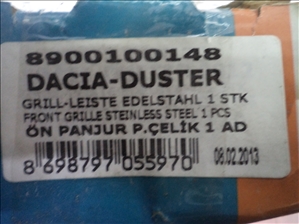 8900100148
DACIA-DUSTER
GRILL-LEISTE EDELSTAHL 1 STK
FRONT GRILLE STEINLESS STEEL 1 PCS
ÖN PANJUR P.ÇELİK 1 AD
8 698797 055970
08.02.2013